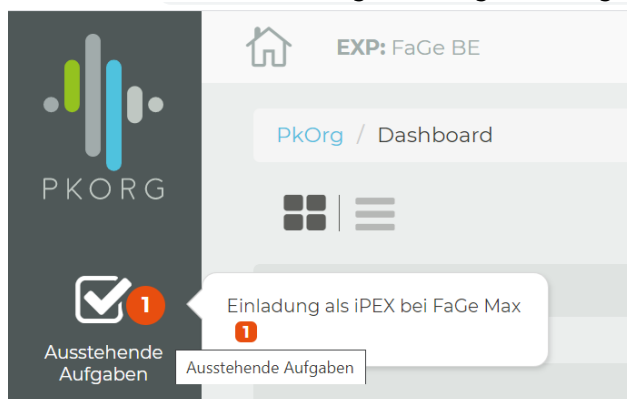 EXP: FaGe BE
PkOrg / Dashboard
PKORG
1
Einladung als iPEX bei FaGe Max
1
Ausstehende
Aufgaben
Ausstehende Aufgaben